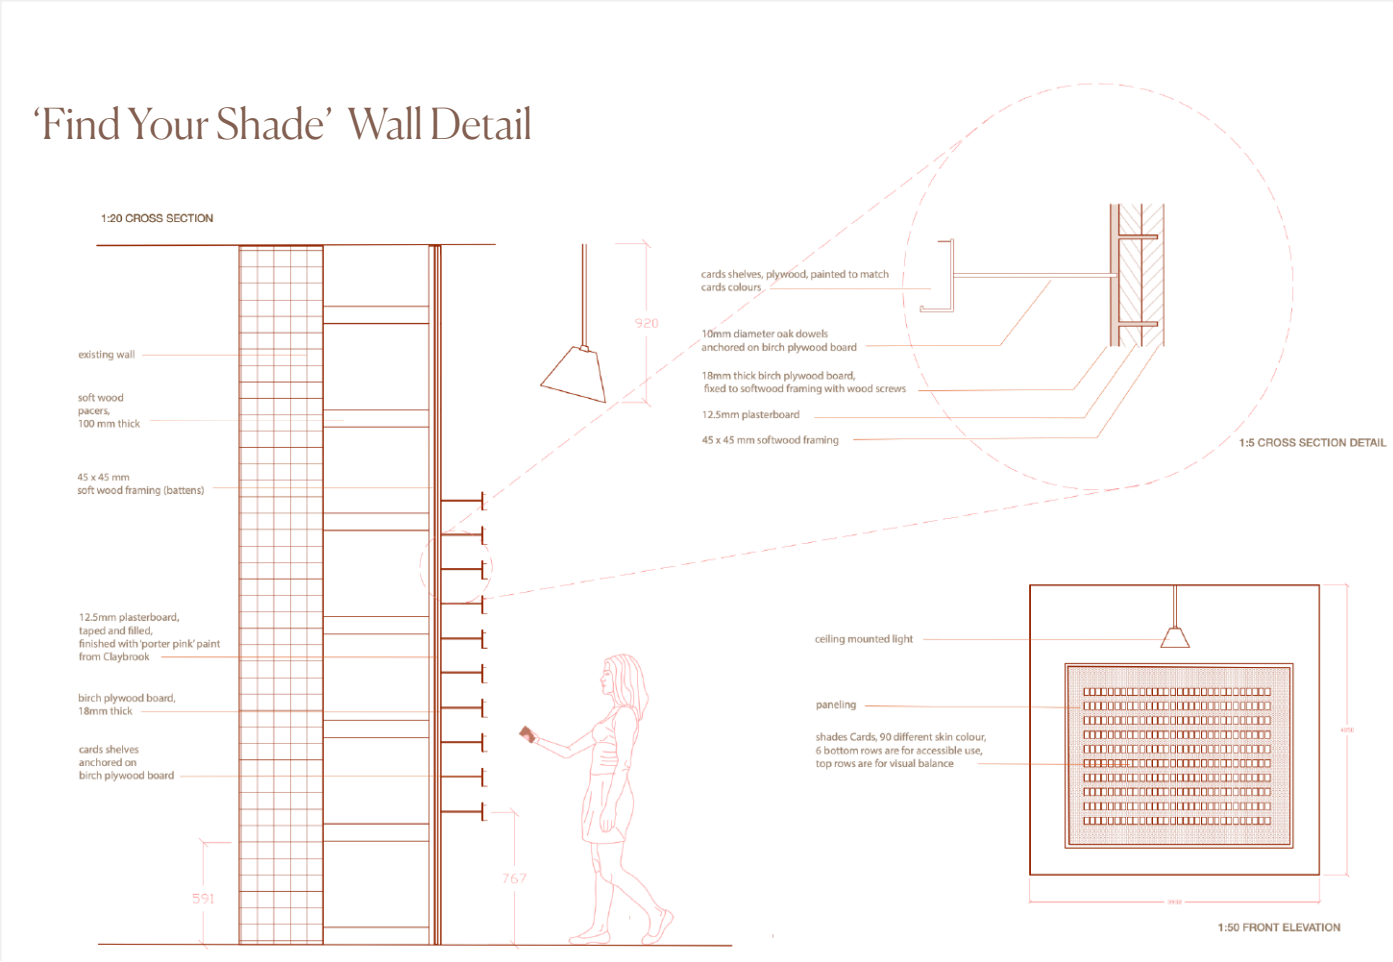 ‘Find Your Shade’ Wall Detail
1:20 CROSS SECTION
existing wall
soft wood
pacers,
100 mm thick
45 x 45 mm
soft wood framing (battens)
12.5mm plasterboard,
taped and filled,
finished with ‘porter pink’ paint
from Claybrook
birch plywood board,
18mm thick
cards shelves
anchored on
birch plywood board
591
767
920
cards shelves, plywood, painted to match
cards colours
10mm diameter oak dowels
anchored on birch plywood board
18mm thick birch plywood board,
fixed to softwood framing with wood screws
12.5mm plasterboard
45 x 45 mm softwood framing
1:5 CROSS SECTION DETAIL
ceiling mounted light
paneling
shades Cards, 90 different skin colour,
6 bottom rows are for accessible use,
top rows are for visual balance
1:50 FRONT ELEVATION